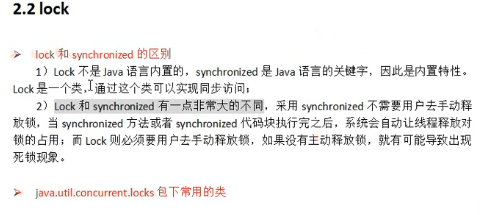 2.2 lock
➤ lock 和 synchronized 的区别
1）Lock 不是 Java 语言内置的，synchronized 是 Java 语言的关键字，因此是内置特性。
Lock 是一个类，通过这个类可以实现同步访问；
2）Lock 和 synchronized 有一点非常大的不同，采用 synchronized 不需要用户去手动释
放锁，当 synchronized 方法或者 synchronized 代码块执行完之后，系统会自动让线程释放对
锁的占用；而 Lock 则必须要用户去手动释放锁，如果没有主动释放锁，就有可能导致出现
死锁现象。
➤ java.util.concurrent.locks 包下常用的类